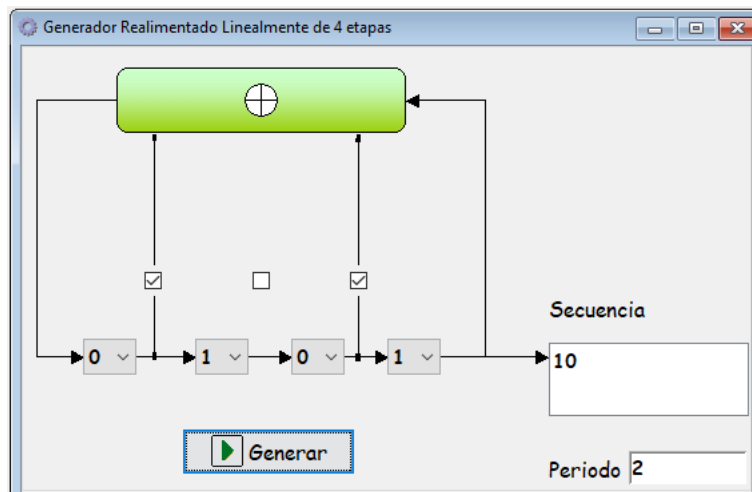 Generador Realimentado Linealmente de 4 etapas
Secuencia
0 1 0 1
10
Generar
Periodo 2